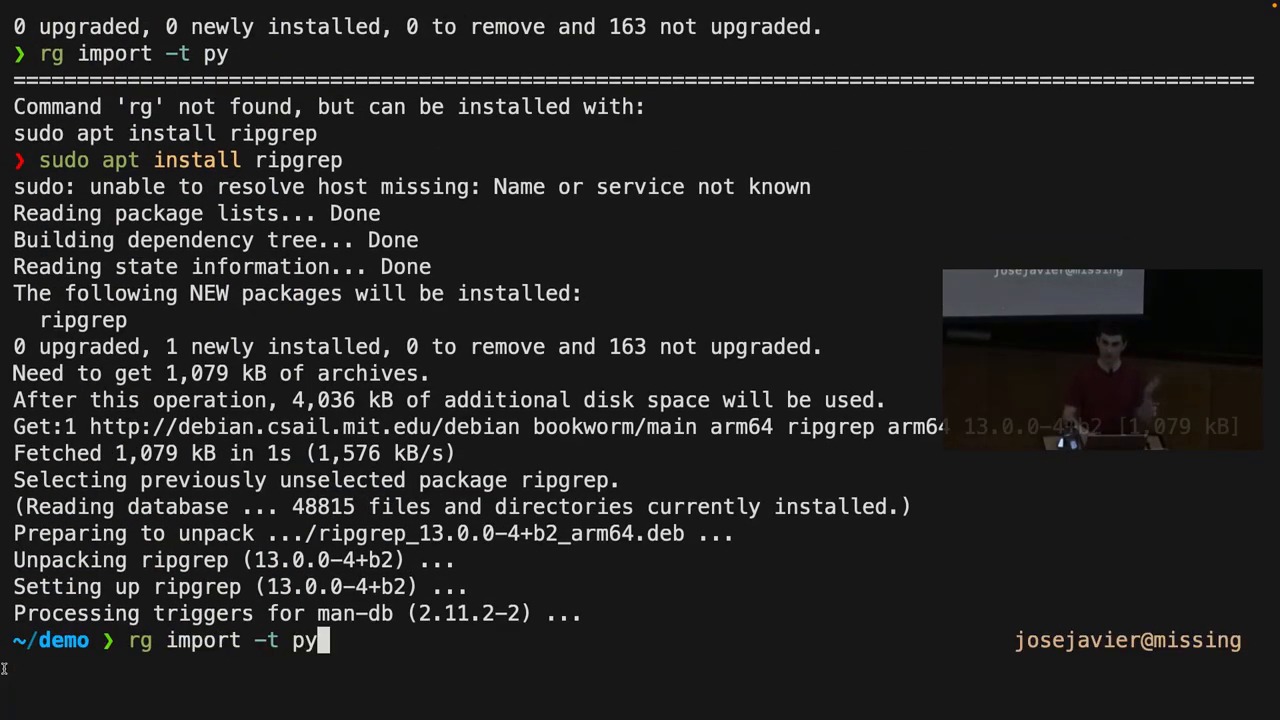 0 upgraded, 0 newly installed, 0 to remove and 163 not upgraded.
❯ rg import -t py
==================================================================================================
Command 'rg' not found, but can be installed with:
sudo apt install ripgrep
❯ sudo apt install ripgrep
sudo: unable to resolve host missing: Name or service not known
Reading package lists... Done
Building dependency tree... Done
Reading state information... Done
The following NEW packages will be installed:
  ripgrep
0 upgraded, 1 newly installed, 0 to remove and 163 not upgraded.
Need to get 1,079 kB of archives.
After this operation, 4,036 kB of additional disk space will be used.
Get:1 http://debian.csail.mit.edu/debian bookworm/main arm64 ripgrep arm64 13.0.0-4+b2 [1,079 kB]
Fetched 1,079 kB in 1s (1,576 kB/s)
Selecting previously unselected package ripgrep.
(Reading database ... 48815 files and directories currently installed.)
Preparing to unpack .../ripgrep_13.0.0-4+b2_arm64.deb ...
Unpacking ripgrep (13.0.0-4+b2) ...
Setting up ripgrep (13.0.0-4+b2) ...
Processing triggers for man-db (2.11.2-2) ...
~/demo ❯ rg import -t py josejavier@missing
josejavier@missing